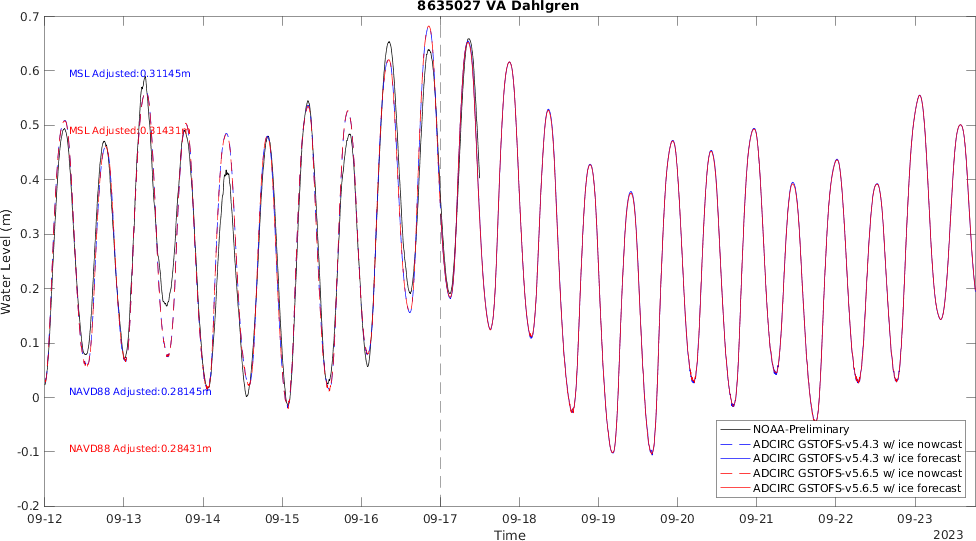 8635027 VA Dahlgren
0.7
0.6
0.5
0.4
0.3
0.2
0.1
0
-0.1
-0.2
Water Level (m)
MSL Adjusted:0.31145m
MSL Adjusted:0.31431m
NAVD88 Adjusted:0.28145m
NAVD88 Adjusted:0.28431m
NOAA-Preliminary
ADCIRC GSTOFS-v5.4.3 w/ ice nowcast
ADCIRC GSTOFS-v5.4.3 w/ ice forecast
ADCIRC GSTOFS-v5.6.5 w/ ice nowcast
ADCIRC GSTOFS-v5.6.5 w/ ice forecast
09-12 09-13 09-14 09-15 09-16 09-17 09-18 09-19 09-20 09-21 09-22 09-23
Time
2023